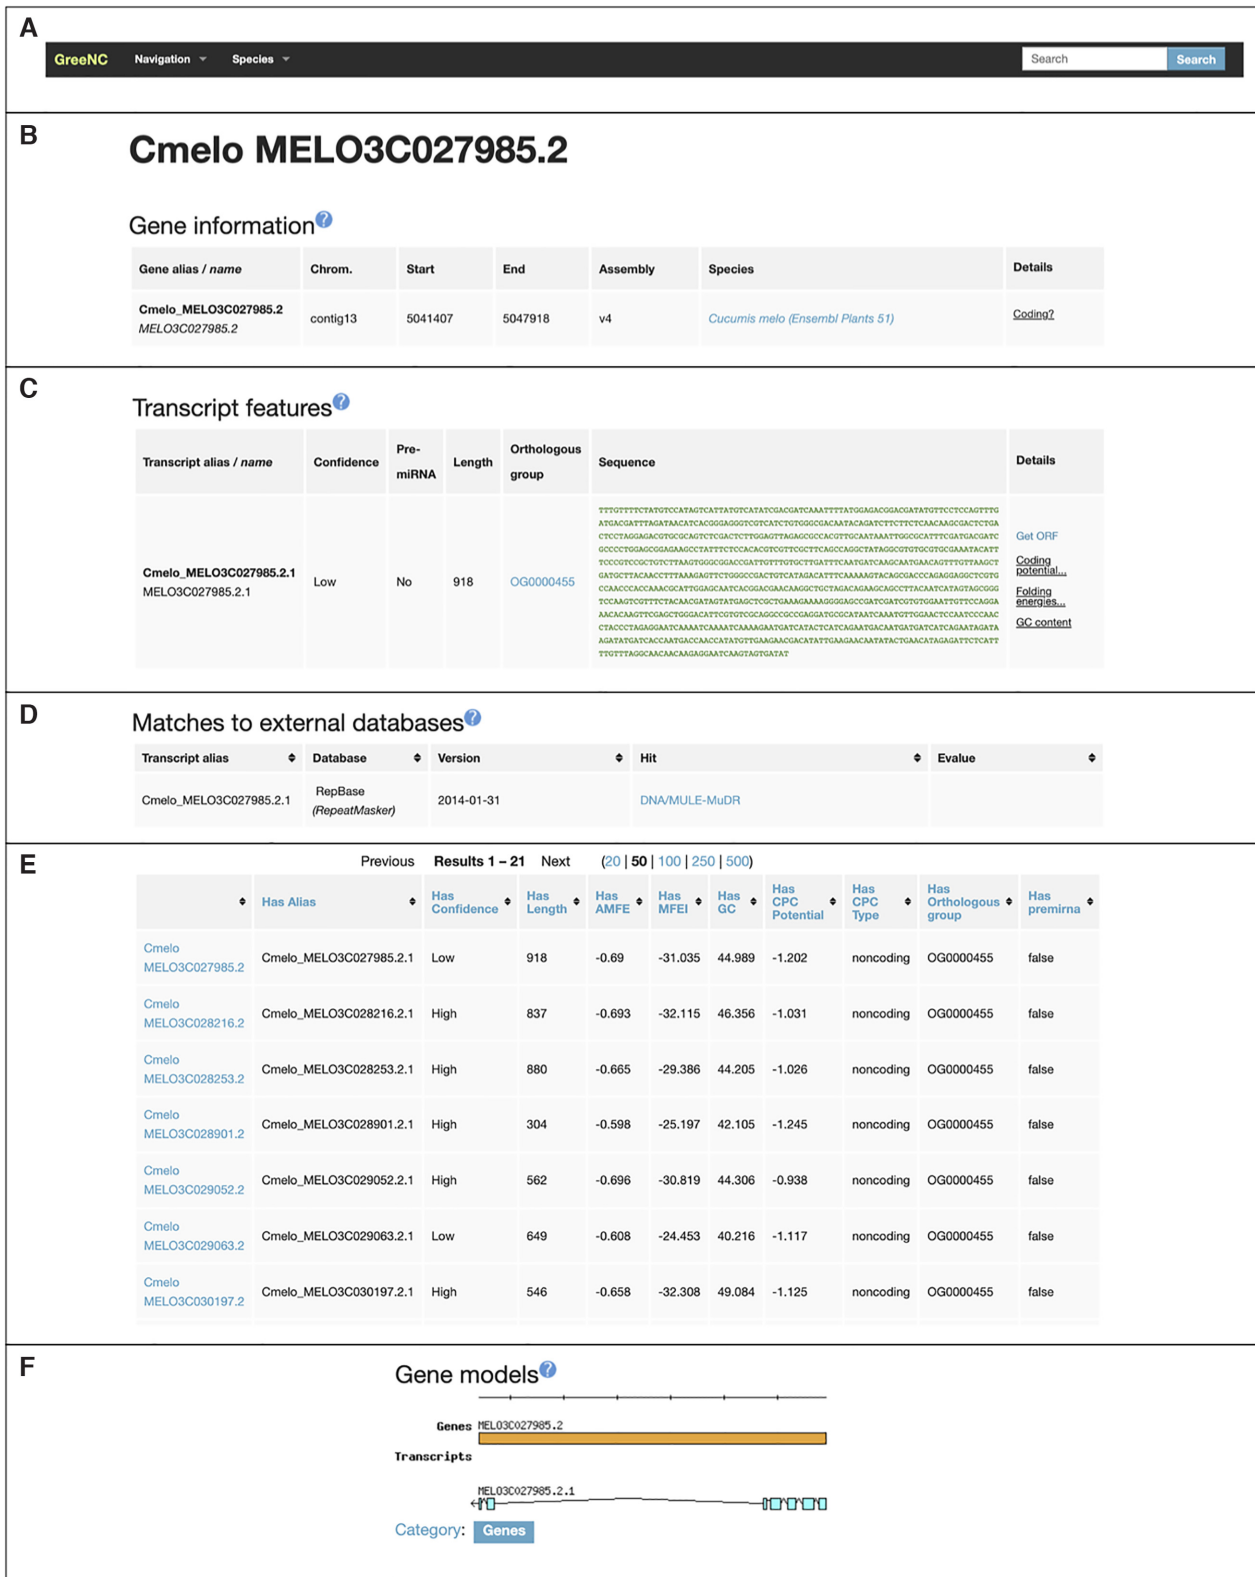 A
GreeNC Navigation Species Search Search
B
Cmelo MELO3C027985.2
Gene information?
Gene alias / name Chrom. Start End Assembly Species Details
Cmelo_MELO3C027985.2
MELO3C027985.2
contig13 5041407 5047918 v4 Cucumis melo (Ensembl Plants 51) Coding?
C
Transcript features?
Transcript alias / name Confidence Pre-miRNA Length Orthologous group Sequence Details
Cmelo_MELO3C027985.2.1
MELO3C027985.2.1
Low No 918 OG0000455
TTTGTTTTCTATGTCCATAGTCATTATGTCATATCGACGATCAAATTTTATGGAGACGGACGATATGTTCCTCCAGTTTG
ATGACGATTTAGATAACATCACGGGAGGGTCGTCATCTGTGGGCGACAATACAGATCTTCTTCTCAACAAGCGACTCTGA
CTCCTAGGAGACGTGCGCAGTCTCGACTCTTGGAGTTAGAGCGCCACGTTGCAATAAATTGGCGCATTTCGATGACGATC
GCCCCTGGAGCGGAGAAGCCTATTTCTCCACACGTCGTTCGCTTCAGCCAGGCTATAGGCGTGTGCGTGCGAAATACATT
TCCCGTCCGCTGTCTTAAGTGGGCGGACCGATTGTTTGTGCTTGATTTCAATGATCAAGCAATGAACAGTTTGTTAAGCT
GATGCTTACAACCTTTAAAGAGTTCTGGGCCGACTGTCATAGACATTTCAAAAAGTACAGCGACCCAGAGGAGGCTCGTG
CCAACCCACCAAACGCATTGGAGCAATCACGGACGAACAAGGCTGCTAGACAGAAGCAGCCTTACAATCATAGTAGCGGG
TCCAAGTCGTTTCTACAACGATAGTATGAGCTCGCTGAAAGAAAAGGGGAGCCGATCGATCGTGTGGAATTGTTCCAGGA
AACACAAGTTCGAGCTGGGACATTCGTGTCGCAGGCCGCCGAGGATGCGCATAATCAAATGTTGGAACTCCAATCCCAAC
CTACCCTAGAGGAATCAAAATCAAAATCAAAAGAATGATCATACTCATCAGAATGACAATGATGATCATCAGAATAGATA
AGATATGATCACCAATGACCAACCATATGTTGAAGAACGACATATTGAAGAACAATATACTGAACATAGAGATTCTCATT
TTGTTTAGGCAACAACAAGAGGAATCAAGTAGTGATAT
Get ORF
Coding potential...
Folding energies...
GC content
D
Matches to external databases?
Transcript alias Database Version Hit Evalue
Cmelo_MELO3C027985.2.1 RepBase (RepeatMasker) 2014-01-31 DNA/MULE-MuDR
E
Previous Results 1 – 21 Next (20 | 50 | 100 | 250 | 500)
Has Alias Has Confidence Has Length Has AMFE Has MFEI Has GC Has CPC Potential Has CPC Type Has Orthologous group Has premirna
Cmelo MELO3C027985.2 Cmelo_MELO3C027985.2.1 Low 918 -0.69 -31.035 44.989 -1.202 noncoding OG0000455 false
Cmelo MELO3C028216.2 Cmelo_MELO3C028216.2.1 High 837 -0.693 -32.115 46.356 -1.031 noncoding OG0000455 false
Cmelo MELO3C028253.2 Cmelo_MELO3C028253.2.1 High 880 -0.665 -29.386 44.205 -1.026 noncoding OG0000455 false
Cmelo MELO3C028901.2 Cmelo_MELO3C028901.2.1 High 304 -0.598 -25.197 42.105 -1.245 noncoding OG0000455 false
Cmelo MELO3C029052.2 Cmelo_MELO3C029052.2.1 High 562 -0.696 -30.819 44.306 -0.938 noncoding OG0000455 false
Cmelo MELO3C029063.2 Cmelo_MELO3C029063.2.1 Low 649 -0.608 -24.453 40.216 -1.117 noncoding OG0000455 false
Cmelo MELO3C030197.2 Cmelo_MELO3C030197.2.1 High 546 -0.658 -32.308 49.084 -1.125 noncoding OG0000455 false
F
Gene models?
Genes MELO3C027985.2
Transcripts
MELO3C027985.2.1
Category: Genes